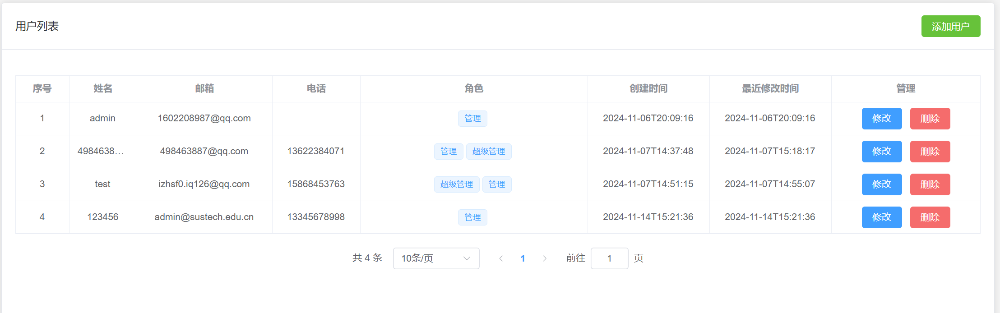 用户列表 添加用户
序号 姓名 邮箱 电话 角色 创建时间 最近修改时间 管理
1 admin 1602208987@qq.com 管理 2024-11-06T20:09:16 2024-11-06T20:09:16 修改 删除
2 4984638... 498463887@qq.com 13622384071 管理 超级管理 2024-11-07T14:37:48 2024-11-07T15:18:17 修改 删除
3 test izhsf0.iq126@qq.com 15868453763 超级管理 管理 2024-11-07T14:51:15 2024-11-07T14:55:07 修改 删除
4 123456 admin@sustech.edu.cn 13345678998 管理 2024-11-14T15:21:36 2024-11-14T15:21:36 修改 删除
共 4 条 10条/页 1 前往 1 页